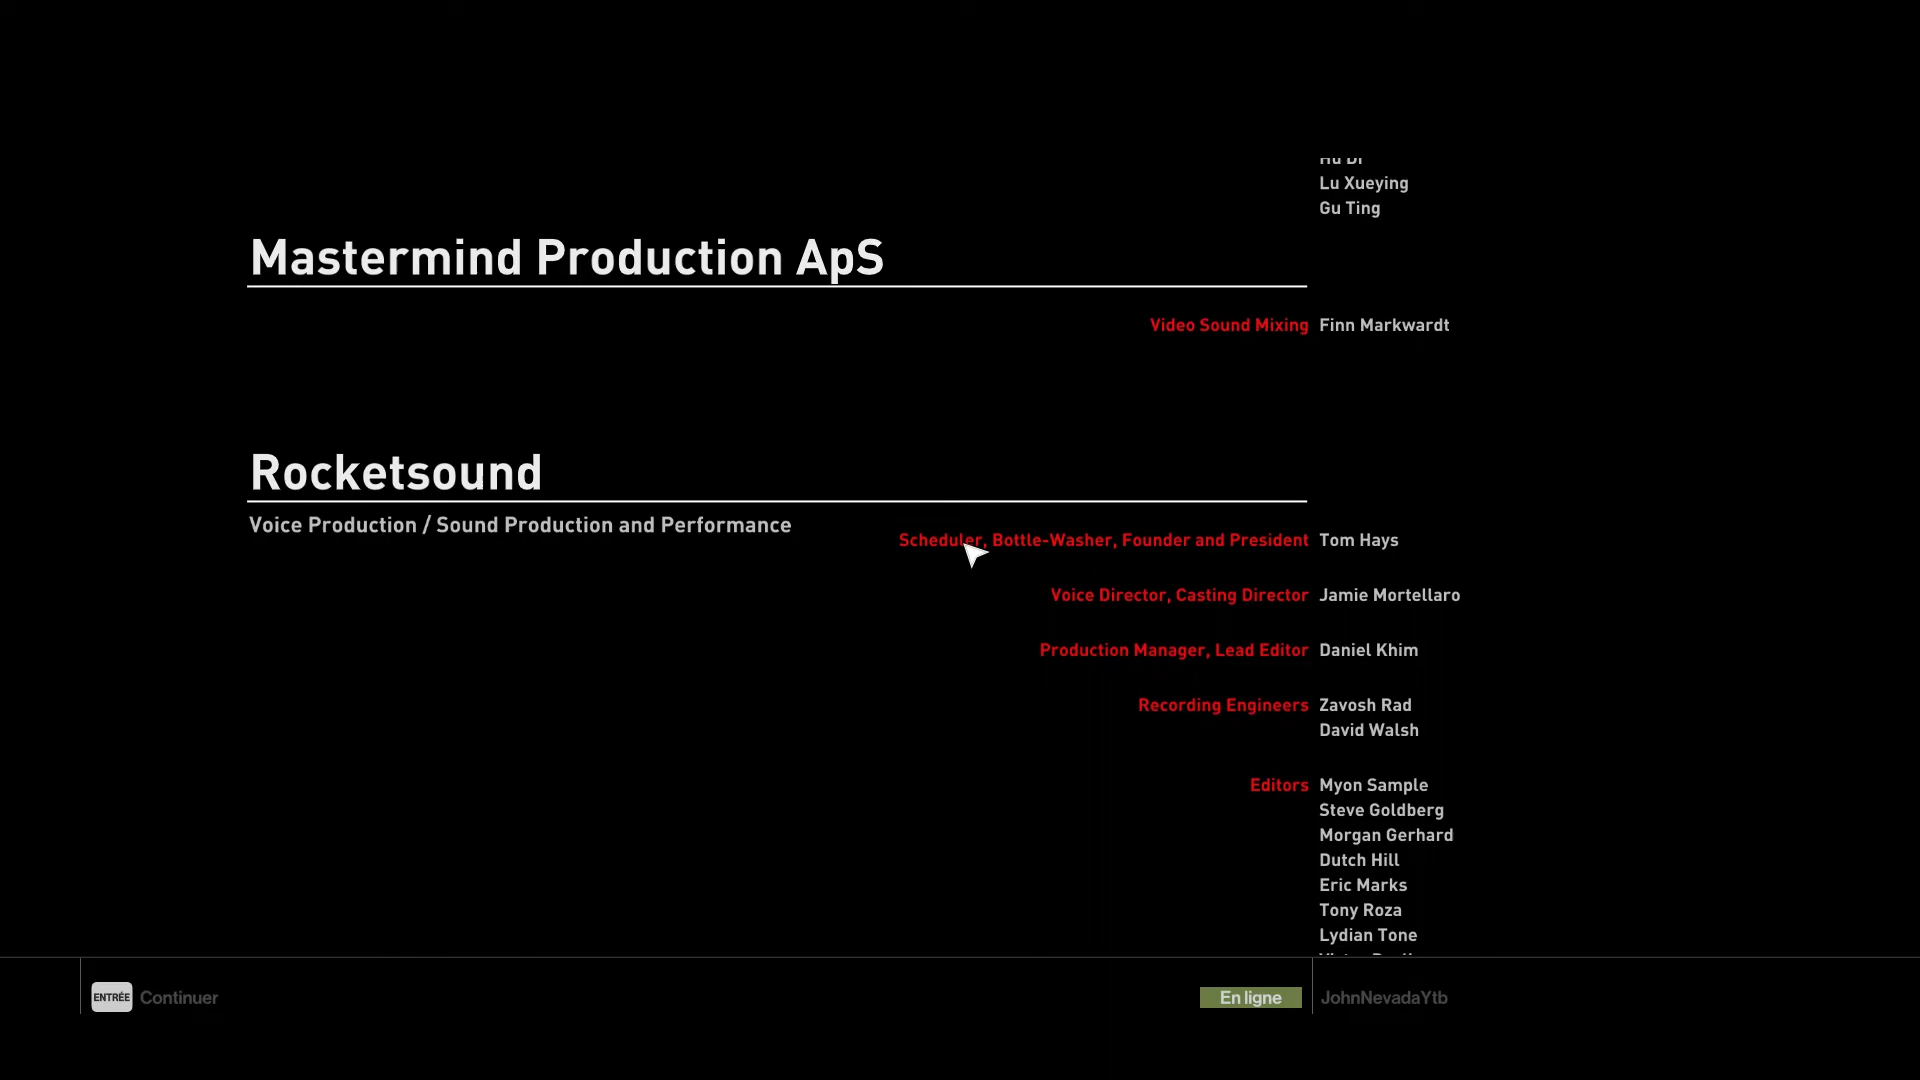 Lu Xueying
Gu Ting
Mastermind Production ApS
Video Sound Mixing Finn Markwardt
Rocketsound
Voice Production / Sound Production and Performance
Scheduler, Bottle-Washer, Founder and President Tom Hays
Voice Director, Casting Director Jamie Mortellaro
Production Manager, Lead Editor Daniel Khim
Recording Engineers Zavosh Rad
David Walsh
Editors Myon Sample
Steve Goldberg
Morgan Gerhard
Dutch Hill
Eric Marks
Tony Roza
Lydian Tone
ENTRÉE Continuer
En ligne JohnNevadaYtb